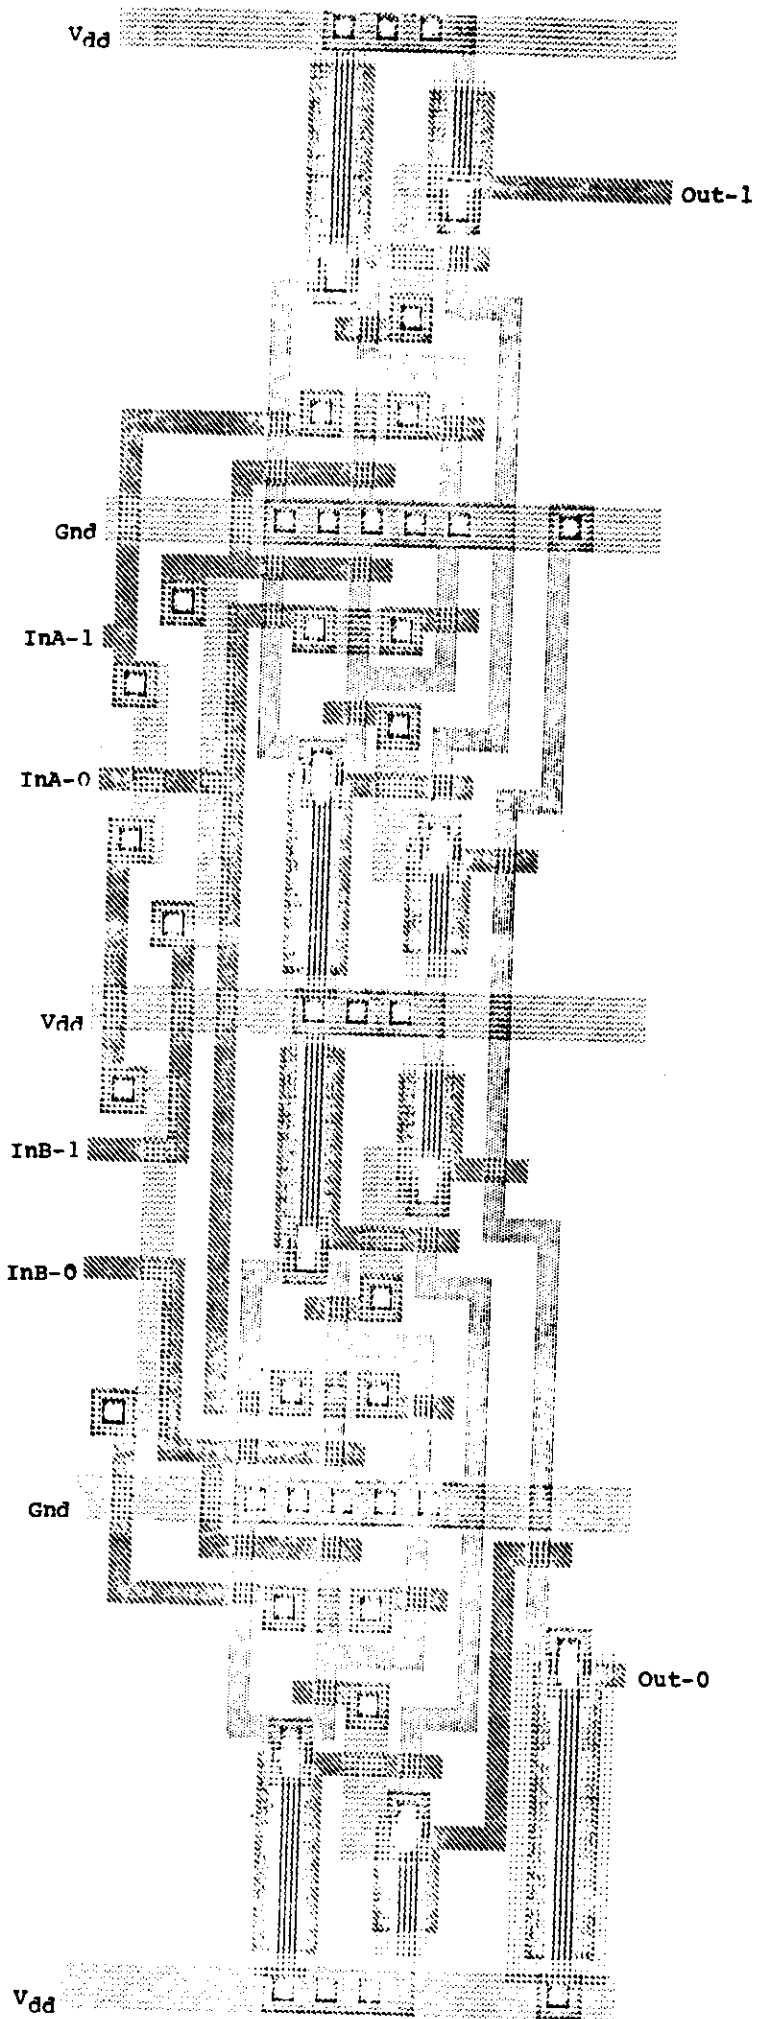 Vdd
Out-1
Gnd
InA-1
InA-0
Vdd
InB-1
InB-0
Gnd
Out-0
Vdd